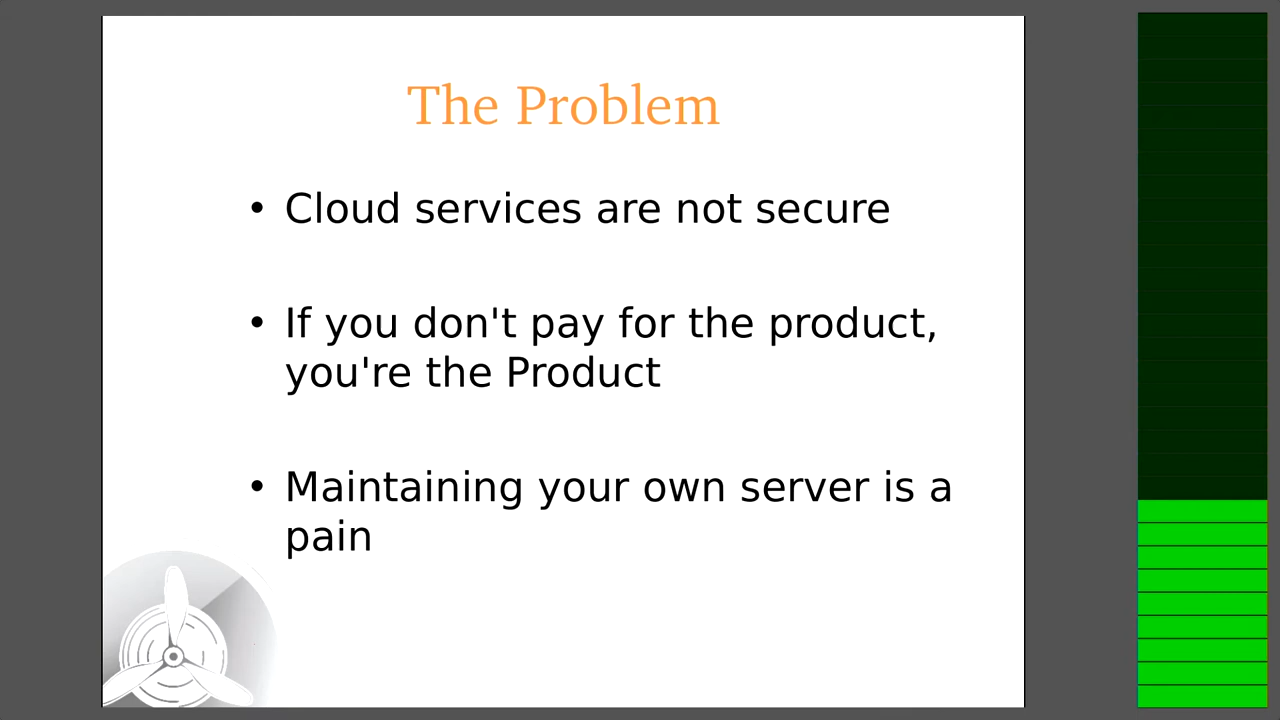 The Problem
• Cloud services are not secure
• If you don't pay for the product,
you're the Product
• Maintaining your own server is a
pain